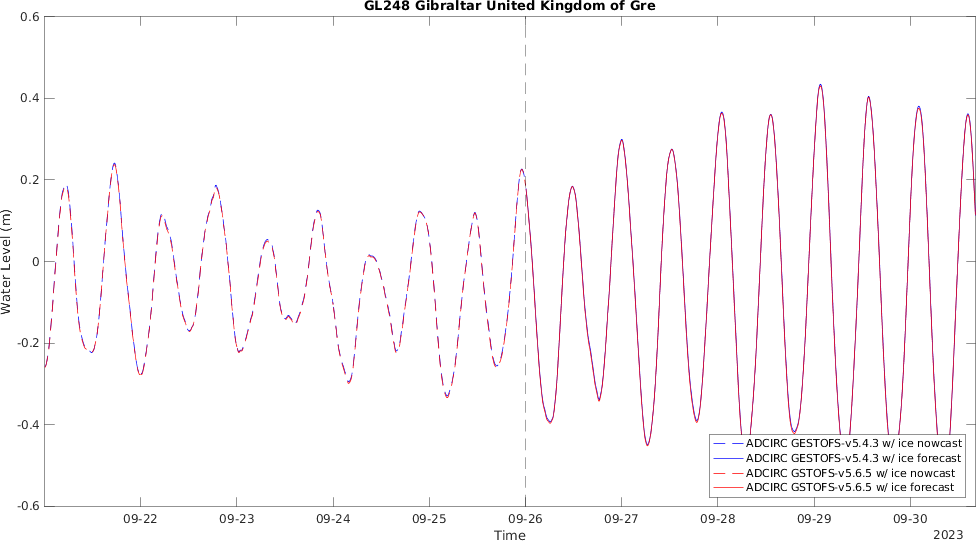 GL248 Gibraltar United Kingdom of Gre
0.6
0.4
0.2
0
-0.2
-0.4
-0.6
Water Level (m)
09-22 09-23 09-24 09-25 09-26 09-27 09-28 09-29 09-30
Time
2023
ADCIRC GESTOFS-v5.4.3 w/ ice nowcast
ADCIRC GESTOFS-v5.4.3 w/ ice forecast
ADCIRC GSTOFS-v5.6.5 w/ ice nowcast
ADCIRC GSTOFS-v5.6.5 w/ ice forecast